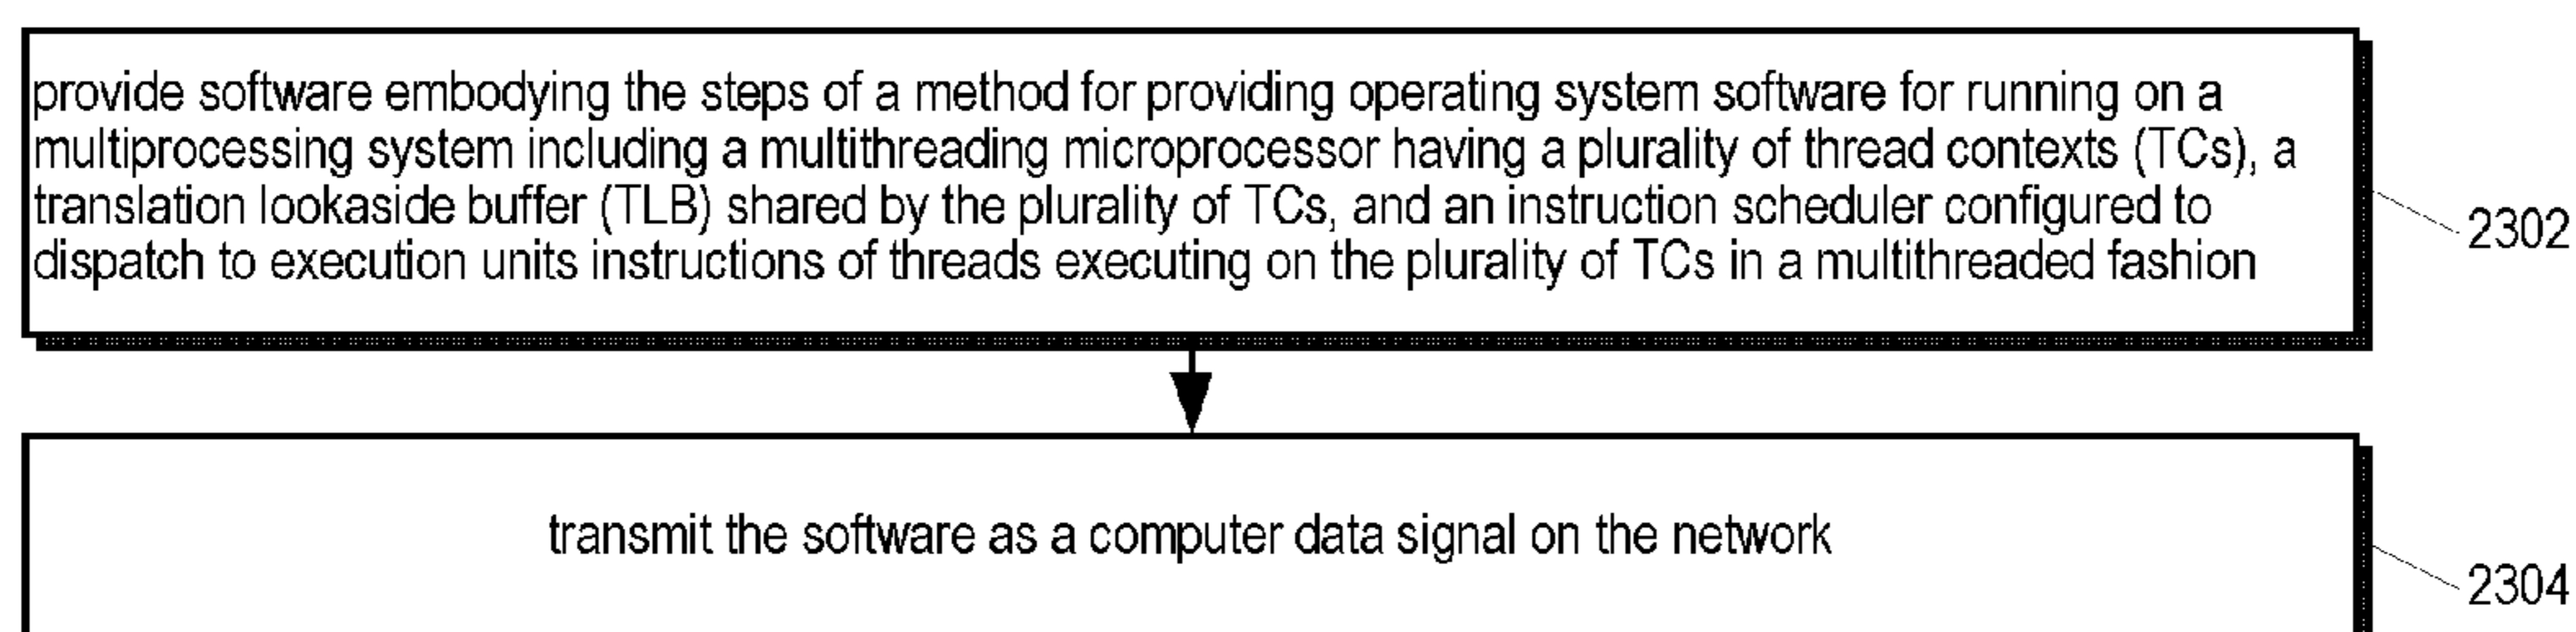 provide software embodying the steps of a method for providing operating system software for running on a
multiprocessing system including a multithreading microprocessor having a plurality of thread contexts (TCs), a
translation lookaside buffer (TLB) shared by the plurality of TCs, and an instruction scheduler configured to
dispatch to execution units instructions of threads executing on the plurality of TCs in a multithreaded fashion
2302
transmit the software as a computer data signal on the network
2304